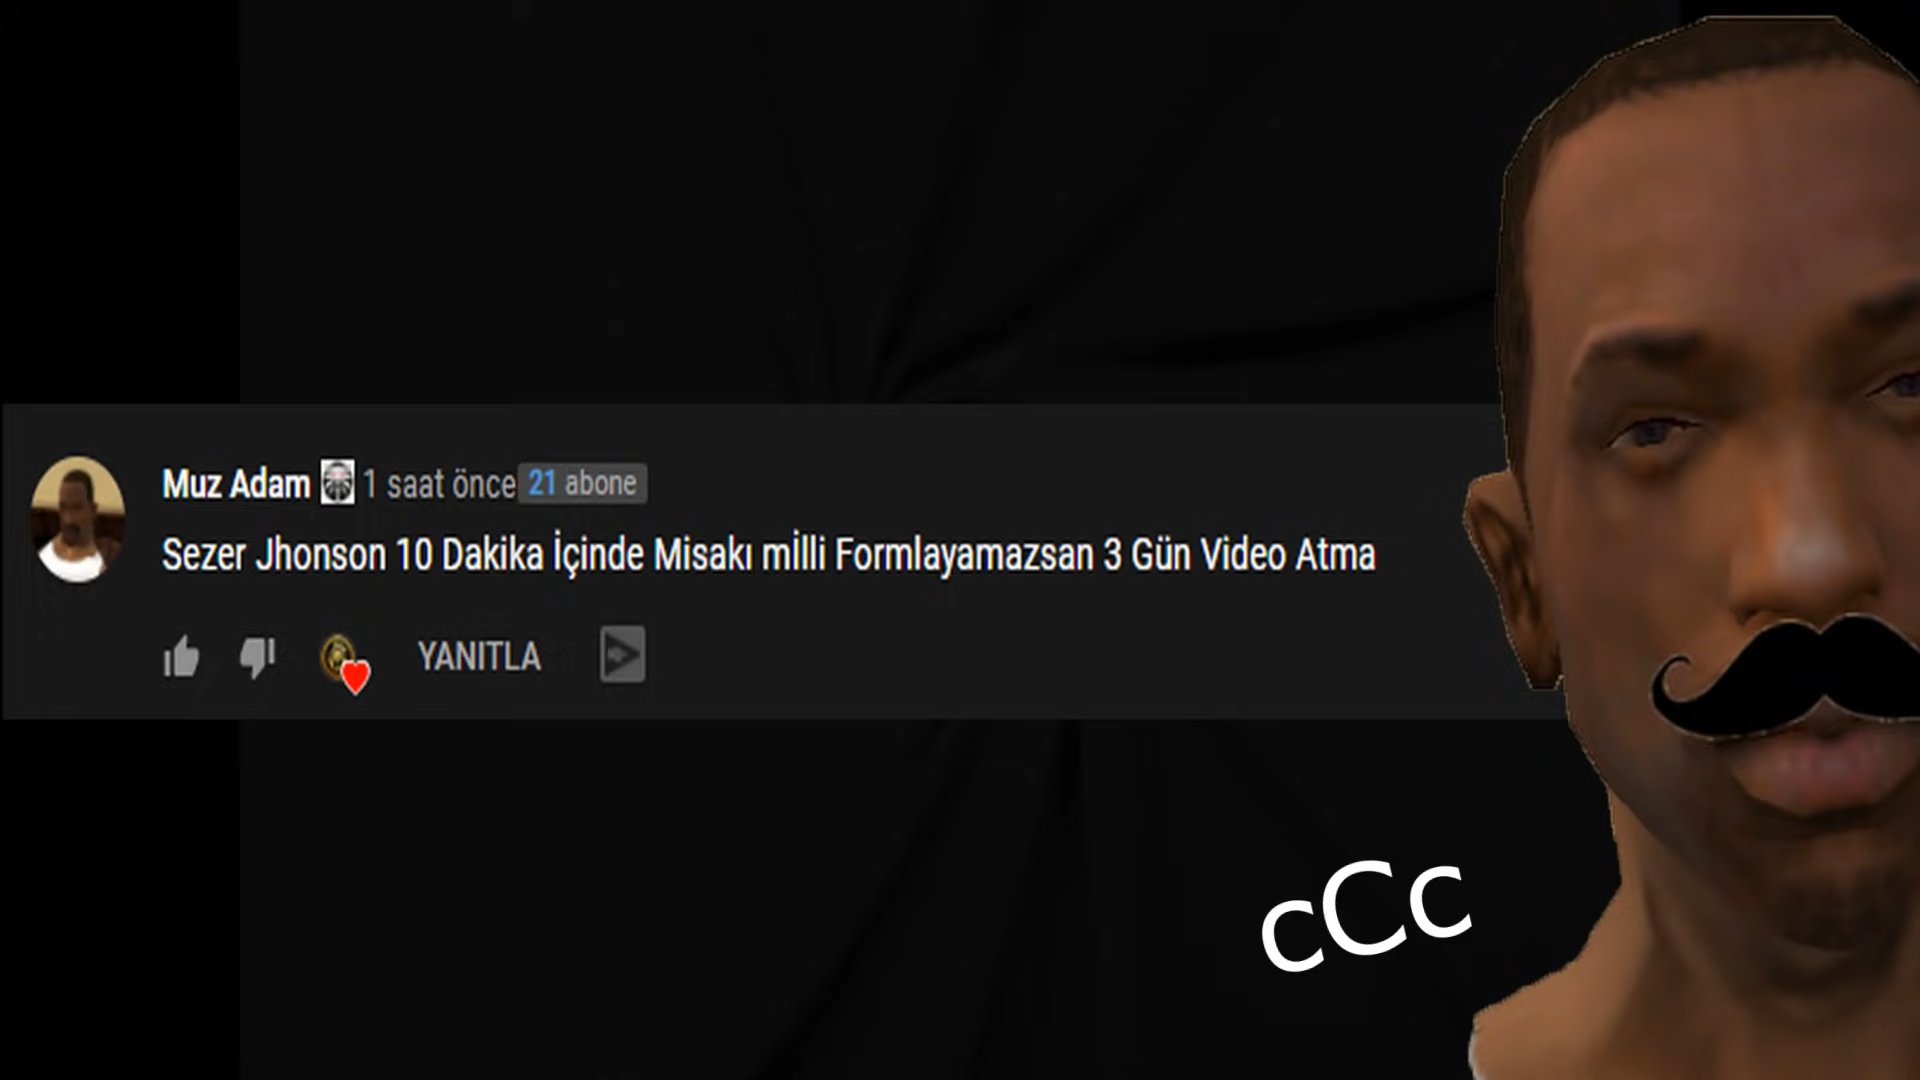 Muz Adam 1 saat önce 21 abone
Sezer Jhonson 10 Dakika İçinde Misakı mİlli Formlayamazsan 3 Gün Video Atma
YANITLA
cCc